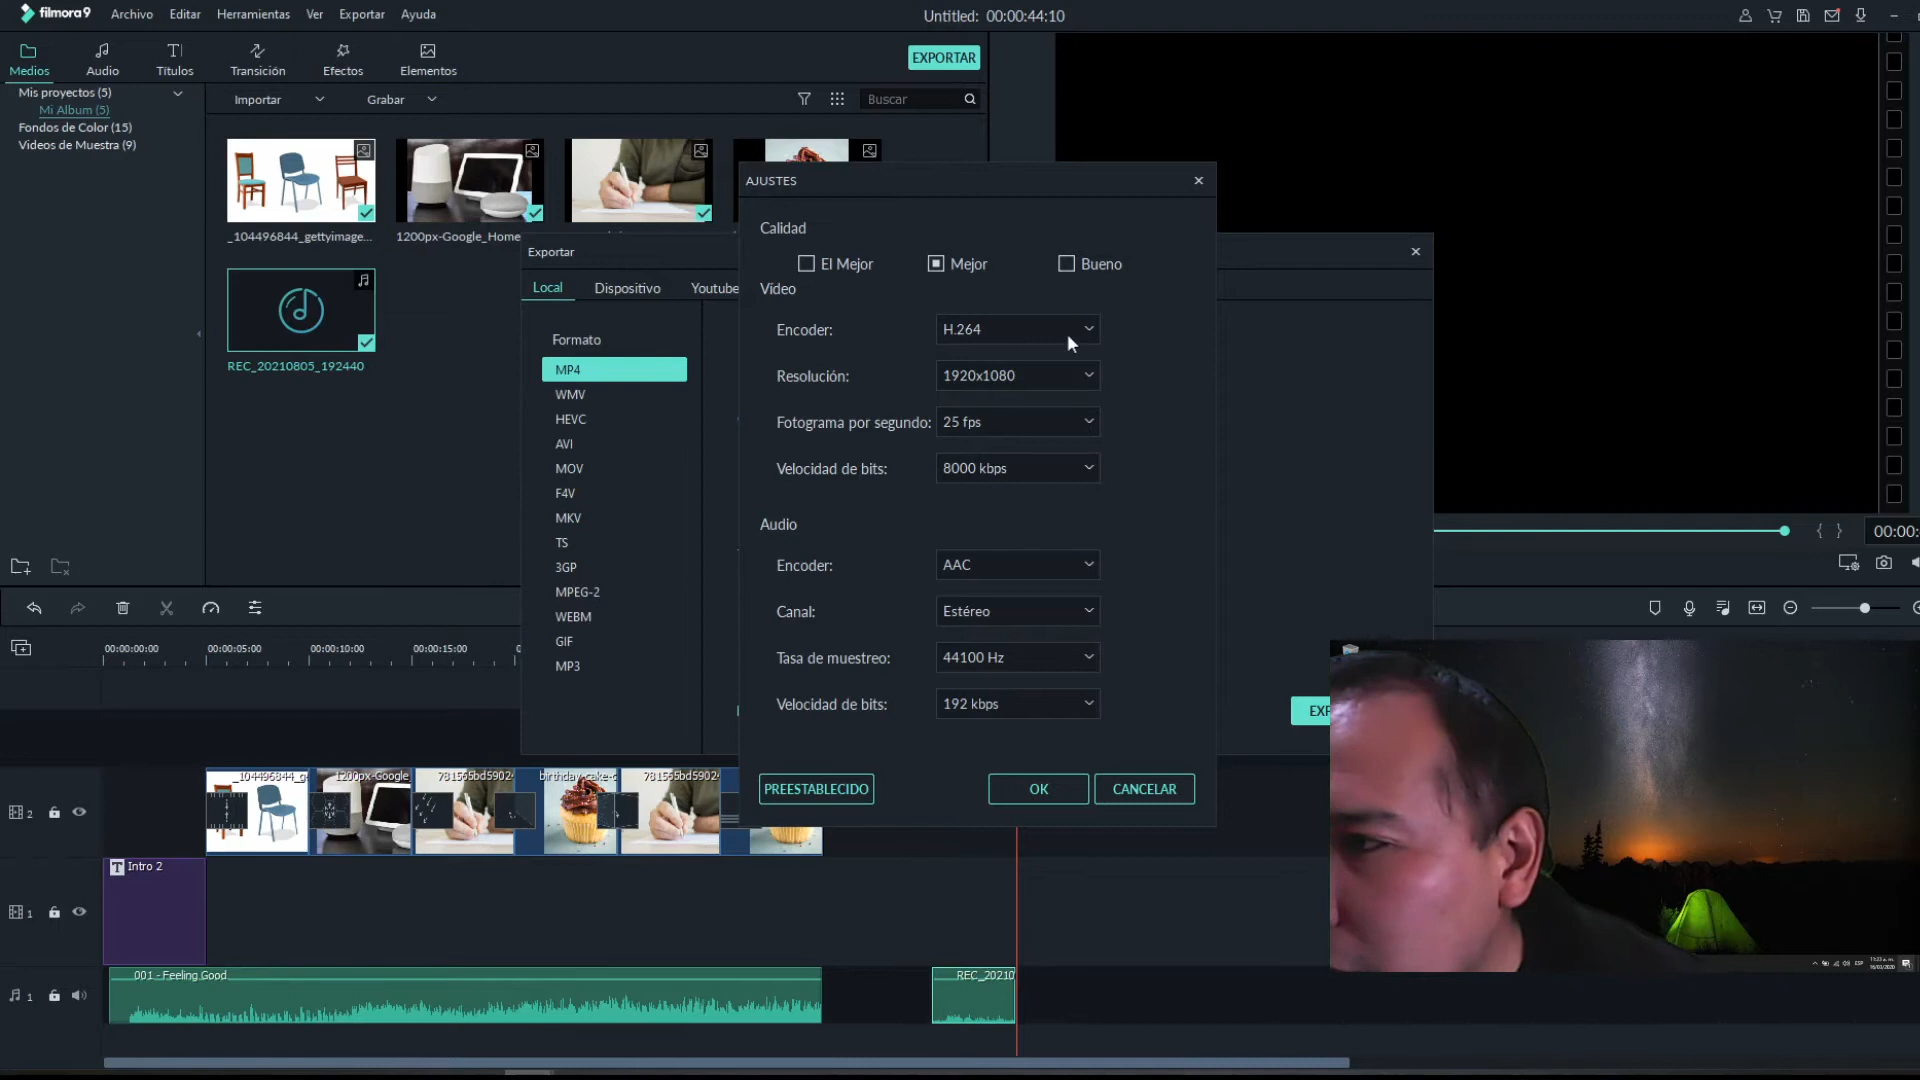 filmora9 Archivo Editar Herramientas Ver Exportar Ayuda Untitled: 00:00:44:10
Medios Audio Títulos Transición Efectos Elementos EXPORTAR
Mis proyectos (5)
Mi Album (5)
Fondos de Color (15)
Videos de Muestra (9)
Importar Grabar Buscar
_104496844_gettyimage... 1200px-Google_Home
REC_20210805_192440
Exportar
Local Dispositivo Youtube
Formato
MP4
WMV
HEVC
AVI
MOV
F4V
MKV
TS
3GP
MPEG-2
WEBM
GIF
MP3
AJUSTES
Calidad
El Mejor Mejor Bueno
Vídeo
Encoder: H.264
Resolución: 1920x1080
Fotograma por segundo: 25 fps
Velocidad de bits: 8000 kbps
Audio
Encoder: AAC
Canal: Estéreo
Tasa de muestreo: 44100 Hz
Velocidad de bits: 192 kbps
PREESTABLECIDO OK CANCELAR
EXP
{ } 00:00:
00:00:00:00 00:00:05:00 00:00:10:00 00:00:15:00
2 _104496844_g 1200px-Google 781565bd5902 birthday-cake-c 781565bd5902
T Intro 2
1
001 - Feeling Good REC_20210
1